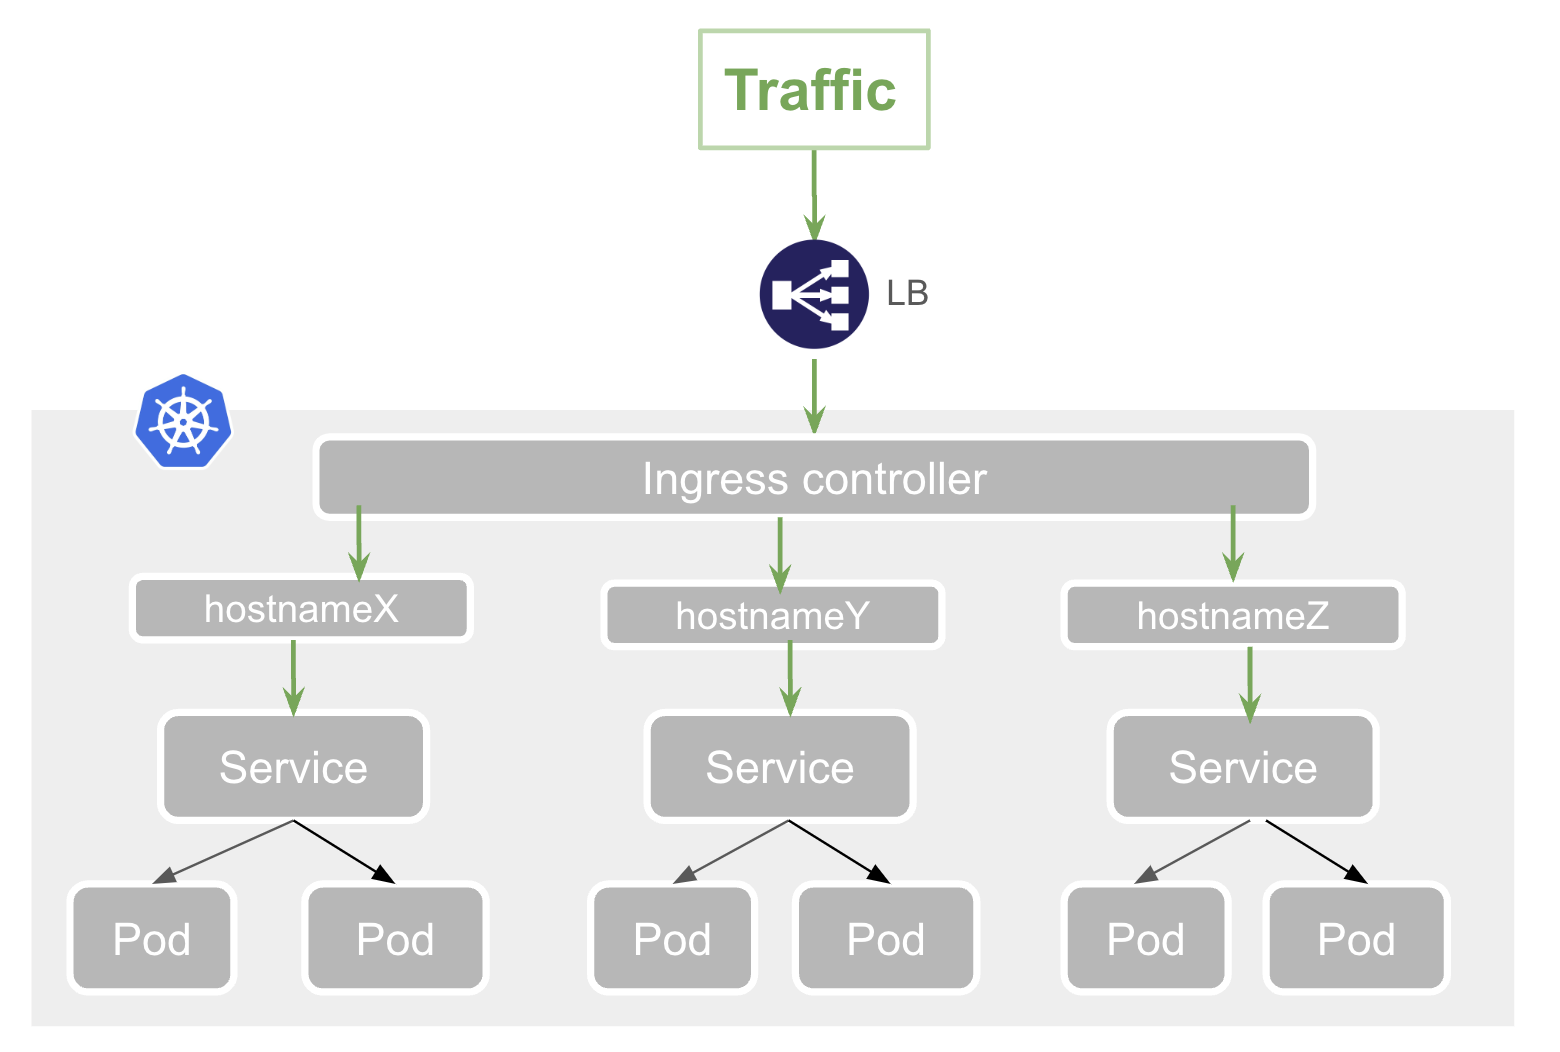 Traffic
LB
Ingress controller
hostnameX
hostnameY
hostnameZ
Service
Service
Service
Pod
Pod
Pod
Pod
Pod
Pod